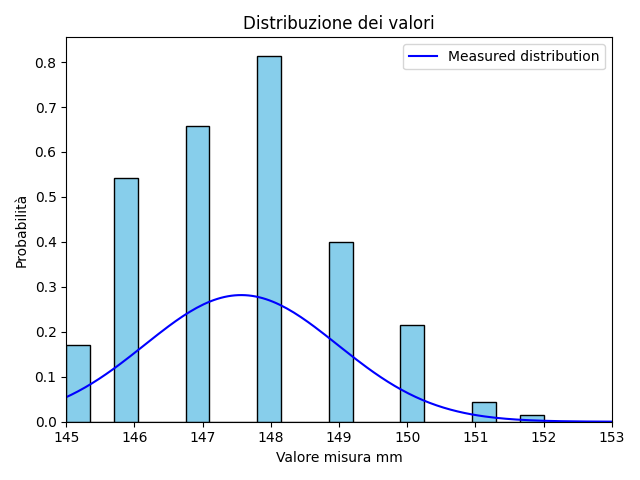 Distribuzione dei valori
Measured distribution
Probabilità
0.8
0.7
0.6
0.5
0.4
0.3
0.2
0.1
0.0
145 146 147 148 149 150 151 152 153
Valore misura mm